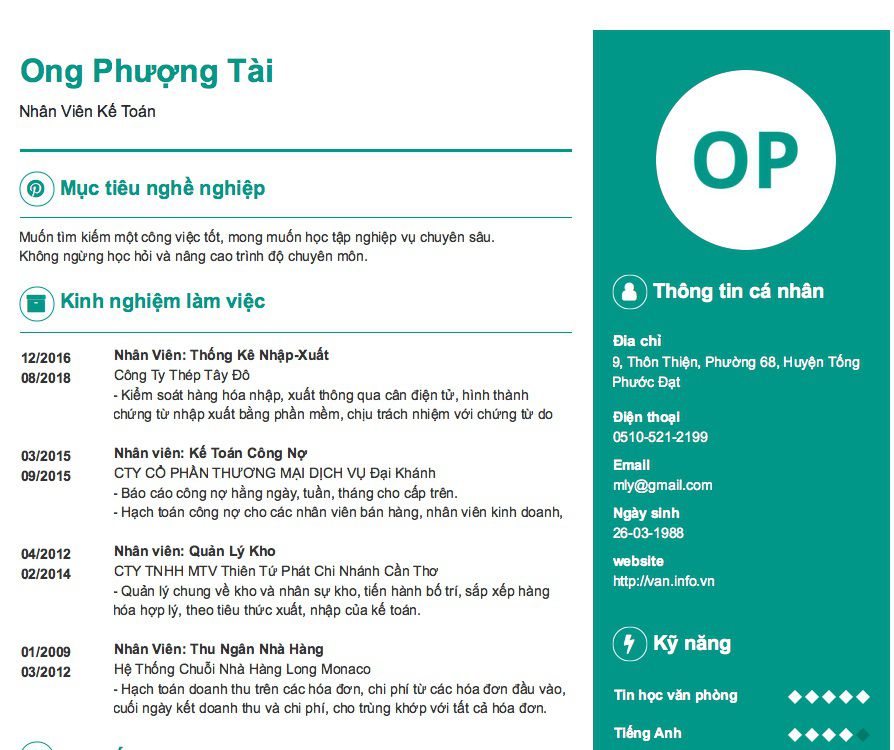 Ong Phượng Tài
Nhân Viên Kế Toán
Mục tiêu nghề nghiệp
Muốn tìm kiếm một công việc tốt, mong muốn học tập nghiệp vụ chuyên sâu.
Không ngừng học hỏi và nâng cao trình độ chuyên môn.
Kinh nghiệm làm việc
12/2016
08/2018
Nhân Viên: Thống Kê Nhập-Xuất
Công Ty Thép Tây Đô
- Kiểm soát hàng hóa nhập, xuất thông qua cân điện tử, hình thành
chứng từ nhập xuất bằng phần mềm, chịu trách nhiệm với chứng từ do
03/2015
09/2015
Nhân viên: Kế Toán Công Nợ
CTY CỔ PHẦN THƯƠNG MẠI DỊCH VỤ Đại Khánh
- Báo cáo công nợ hằng ngày, tuần, tháng cho cấp trên.
- Hạch toán công nợ cho các nhân viên bán hàng, nhân viên kinh doanh,
04/2012
02/2014
Nhân viên: Quản Lý Kho
CTY TNHH MTV Thiên Tứ Phát Chi Nhánh Cần Thơ
- Quản lý chung về kho và nhân sự kho, tiến hành bố trí, sắp xếp hàng
hóa hợp lý, theo tiêu thức xuất, nhập của kế toán.
01/2009
03/2012
Nhân Viên: Thu Ngân Nhà Hàng
Hệ Thống Chuỗi Nhà Hàng Long Monaco
- Hạch toán doanh thu trên các hóa đơn, chi phí từ các hóa đơn đầu vào,
cuối ngày kết doanh thu và chi phí, cho trùng khớp với tất cả hóa đơn.
OP
Thông tin cá nhân
Địa chỉ
9, Thôn Thiện, Phường 68, Huyện Tống
Phước Đạt
Điện thoại
0510-521-2199
Email
mly@gmail.com
Ngày sinh
26-03-1988
website
http://van.info.vn
Kỹ năng
Tin học văn phòng
Tiếng Anh